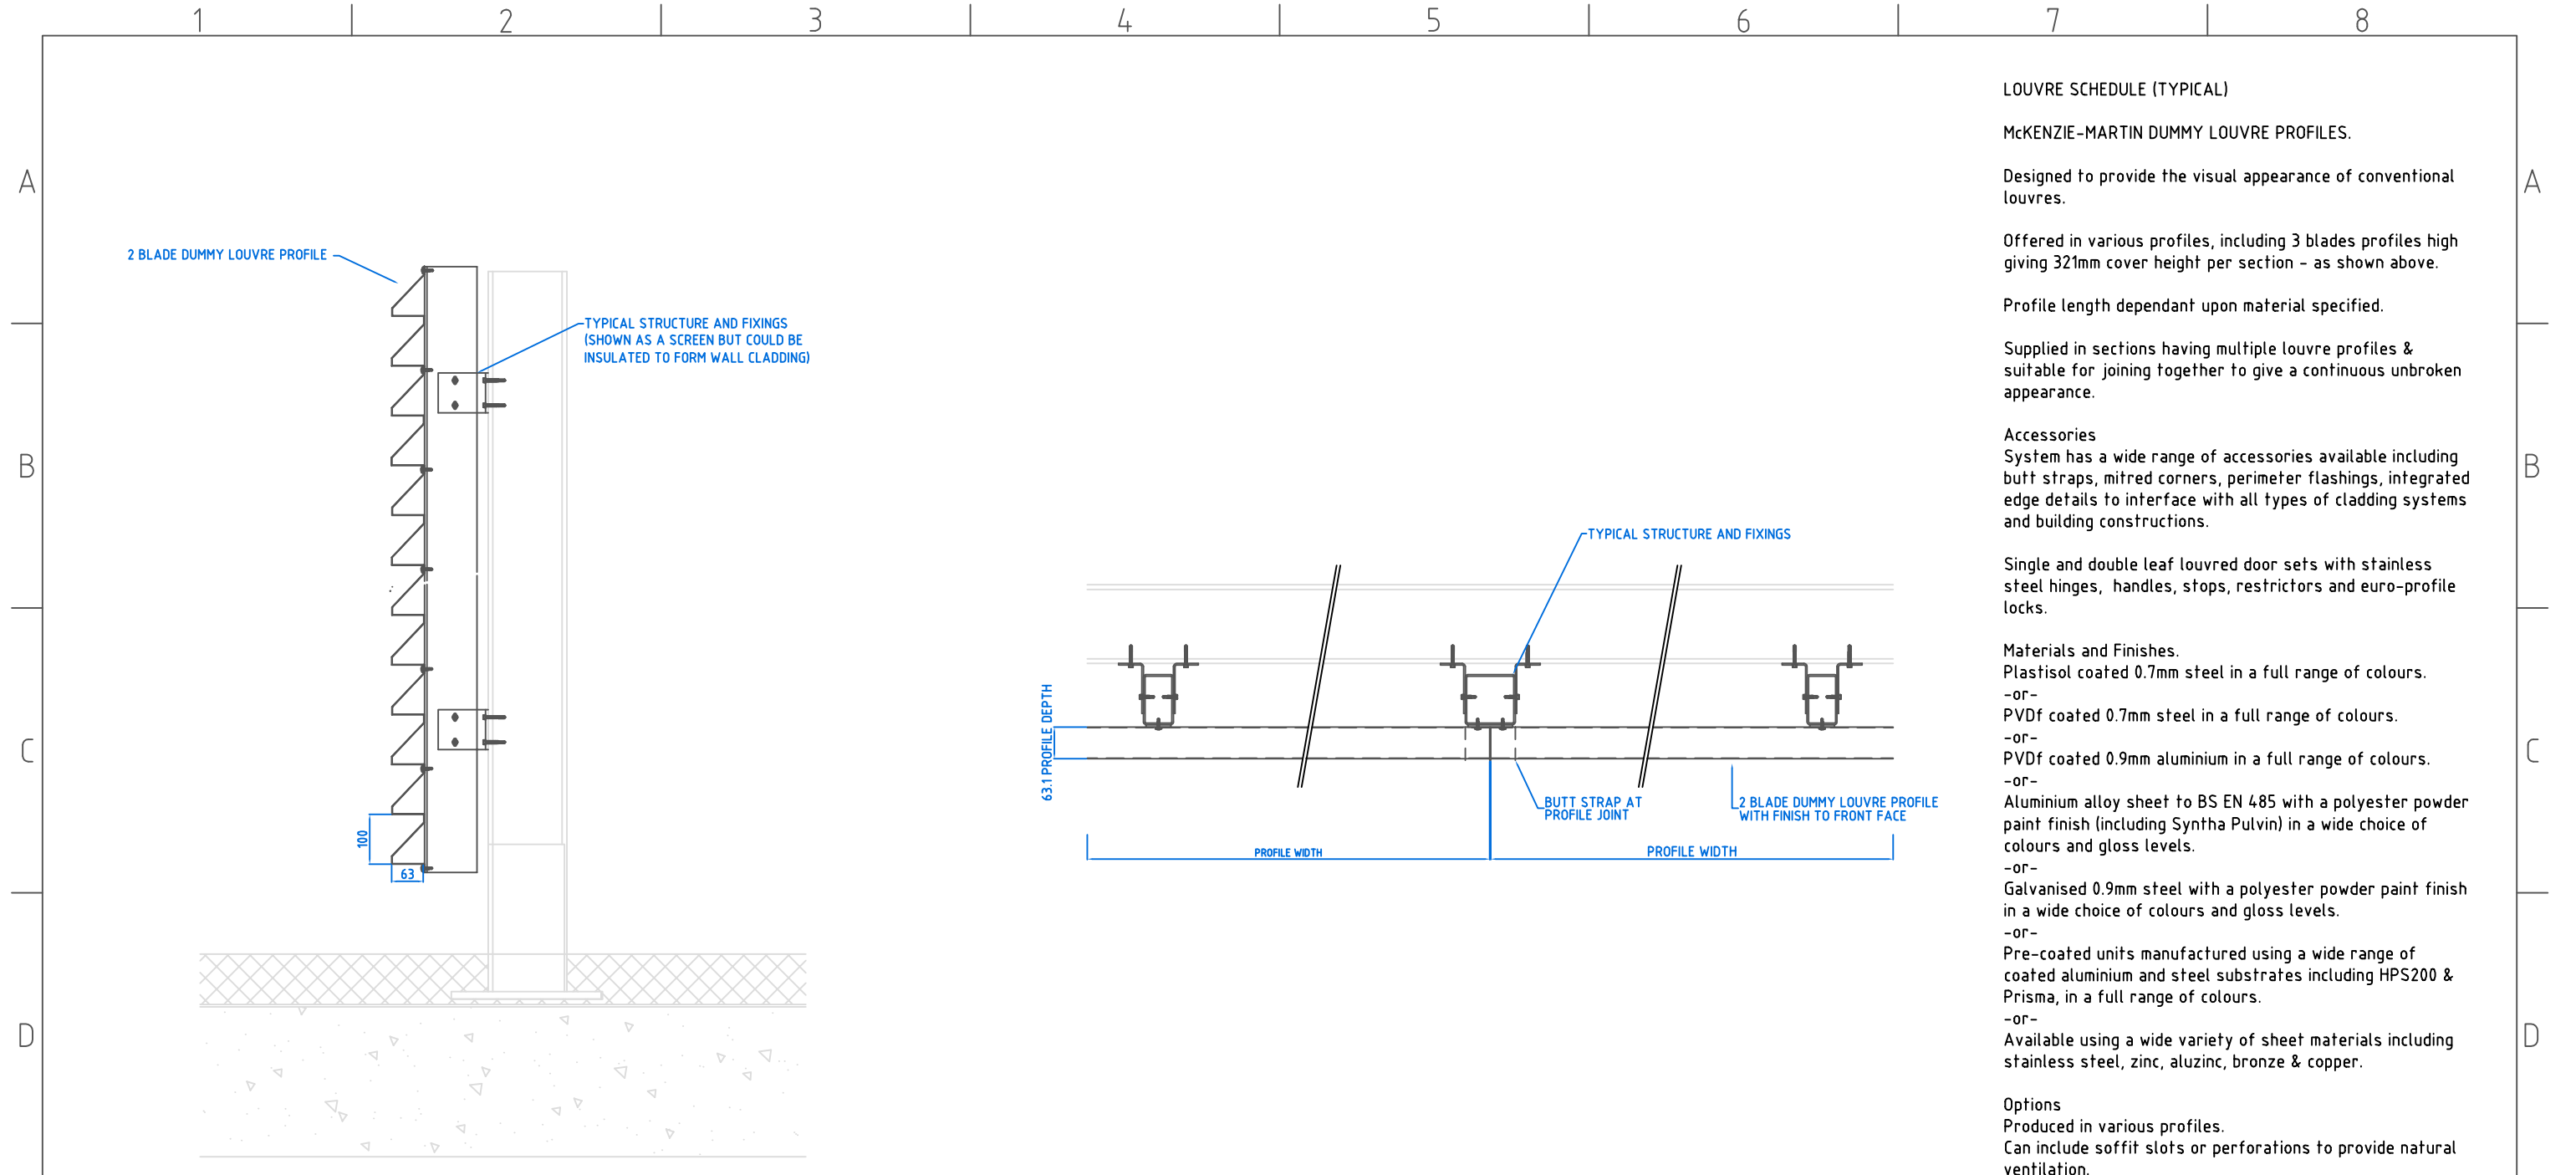 1 2 3 4 5 6 7 8
A A
B B
C C
D D
2 BLADE DUMMY LOUVRE PROFILE
TYPICAL STRUCTURE AND FIXINGS
(SHOWN AS A SCREEN BUT COULD BE
INSULATED TO FORM WALL CLADDING)
100
63
TYPICAL STRUCTURE AND FIXINGS
63.1 PROFILE DEPTH
BUTT STRAP AT
PROFILE JOINT
2 BLADE DUMMY LOUVRE PROFILE
WITH FINISH TO FRONT FACE
PROFILE WIDTH
PROFILE WIDTH
LOUVRE SCHEDULE (TYPICAL)
McKENZIE-MARTIN DUMMY LOUVRE PROFILES.
Designed to provide the visual appearance of conventional
louvres.
Offered in various profiles, including 3 blades profiles high
giving 321mm cover height per section - as shown above.
Profile length dependant upon material specified.
Supplied in sections having multiple louvre profiles &
suitable for joining together to give a continuous unbroken
appearance.
Accessories
System has a wide range of accessories available including
butt straps, mitred corners, perimeter flashings, integrated
edge details to interface with all types of cladding systems
and building constructions.
Single and double leaf louvred door sets with stainless
steel hinges, handles, stops, restrictors and euro-profile
locks.
Materials and Finishes.
Plastisol coated 0.7mm steel in a full range of colours.
-or-
PVDf coated 0.7mm steel in a full range of colours.
-or-
PVDf coated 0.9mm aluminium in a full range of colours.
-or-
Aluminium alloy sheet to BS EN 485 with a polyester powder
paint finish (including Syntha Pulvin) in a wide choice of
colours and gloss levels.
-or-
Galvanised 0.9mm steel with a polyester powder paint finish
in a wide choice of colours and gloss levels.
-or-
Pre-coated units manufactured using a wide range of
coated aluminium and steel substrates including HPS200 &
Prisma, in a full range of colours.
-or-
Available using a wide variety of sheet materials including
stainless steel, zinc, aluzinc, bronze & copper.
Options
Produced in various profiles.
Can include soffit slots or perforations to provide natural
ventilation.